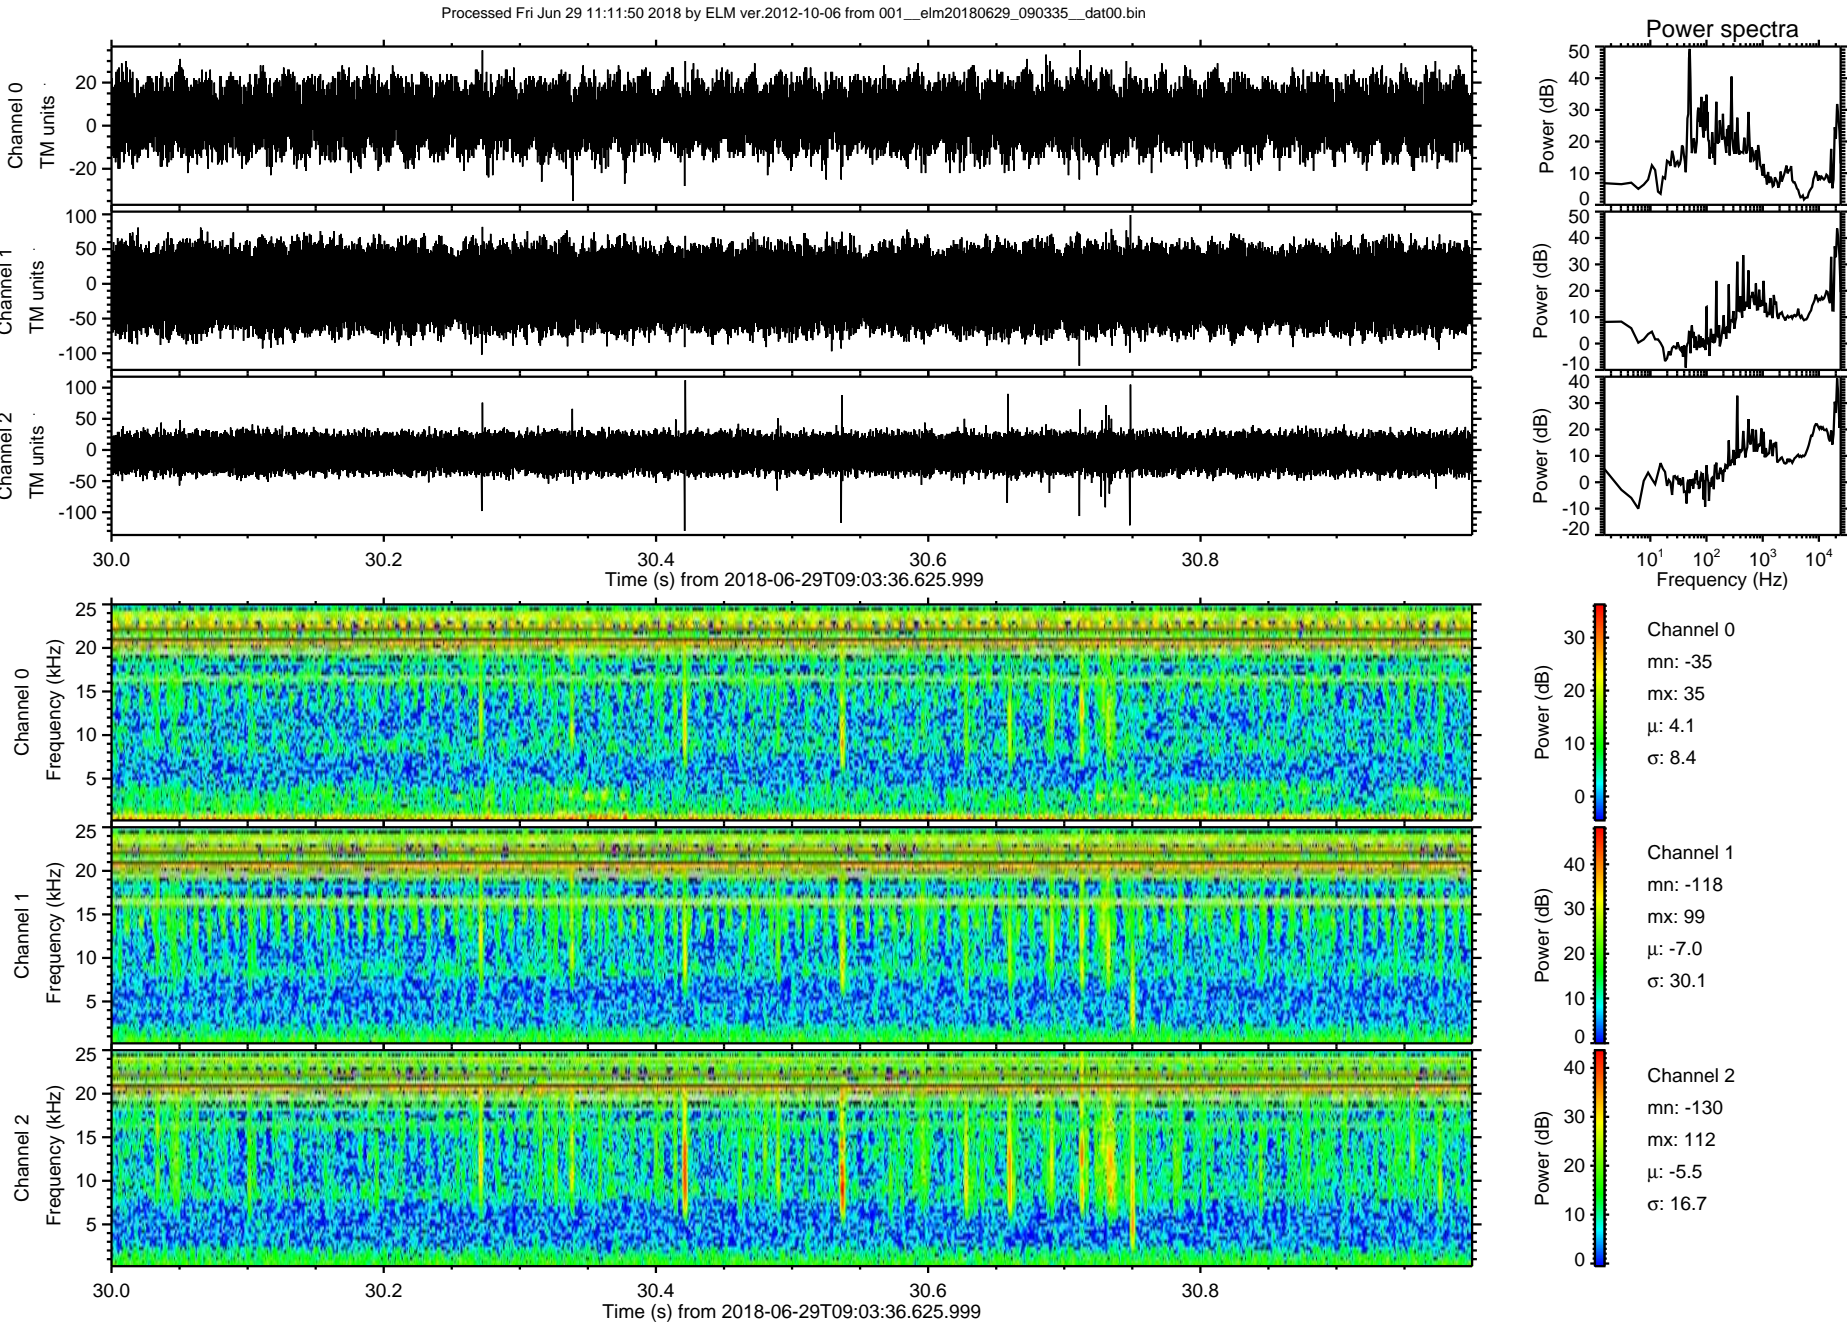 Processed Fri Jun 29 11:11:50 2018 by ELM ver.2012-10-06 from 001__elm20180629_090335__dat00.bin
Power spectra
Channel 0
TM units
20
0
-20
Power (dB)
50
40
30
20
10
0
Channel 1
TM units
100
50
0
-50
-100
Power (dB)
50
40
30
20
10
0
-10
Channel 2
TM units
100
50
0
-50
-100
Power (dB)
40
30
20
10
0
-10
-20
30.0 30.2 30.4 30.6 30.8
Time (s) from 2018-06-29T09:03:36.625.999
10¹ 10² 10³ 10⁴
Frequency (Hz)
Channel 0
Frequency (kHz)
25
20
15
10
5
Power (dB)
30
20
10
0
Channel 0
mn: -35
mx: 35
μ: 4.1
σ: 8.4
Channel 1
Frequency (kHz)
25
20
15
10
5
Power (dB)
40
30
20
10
0
Channel 1
mn: -118
mx: 99
μ: -7.0
σ: 30.1
Channel 2
Frequency (kHz)
25
20
15
10
5
Power (dB)
40
30
20
10
0
Channel 2
mn: -130
mx: 112
μ: -5.5
σ: 16.7
30.0 30.2 30.4 30.6 30.8
Time (s) from 2018-06-29T09:03:36.625.999